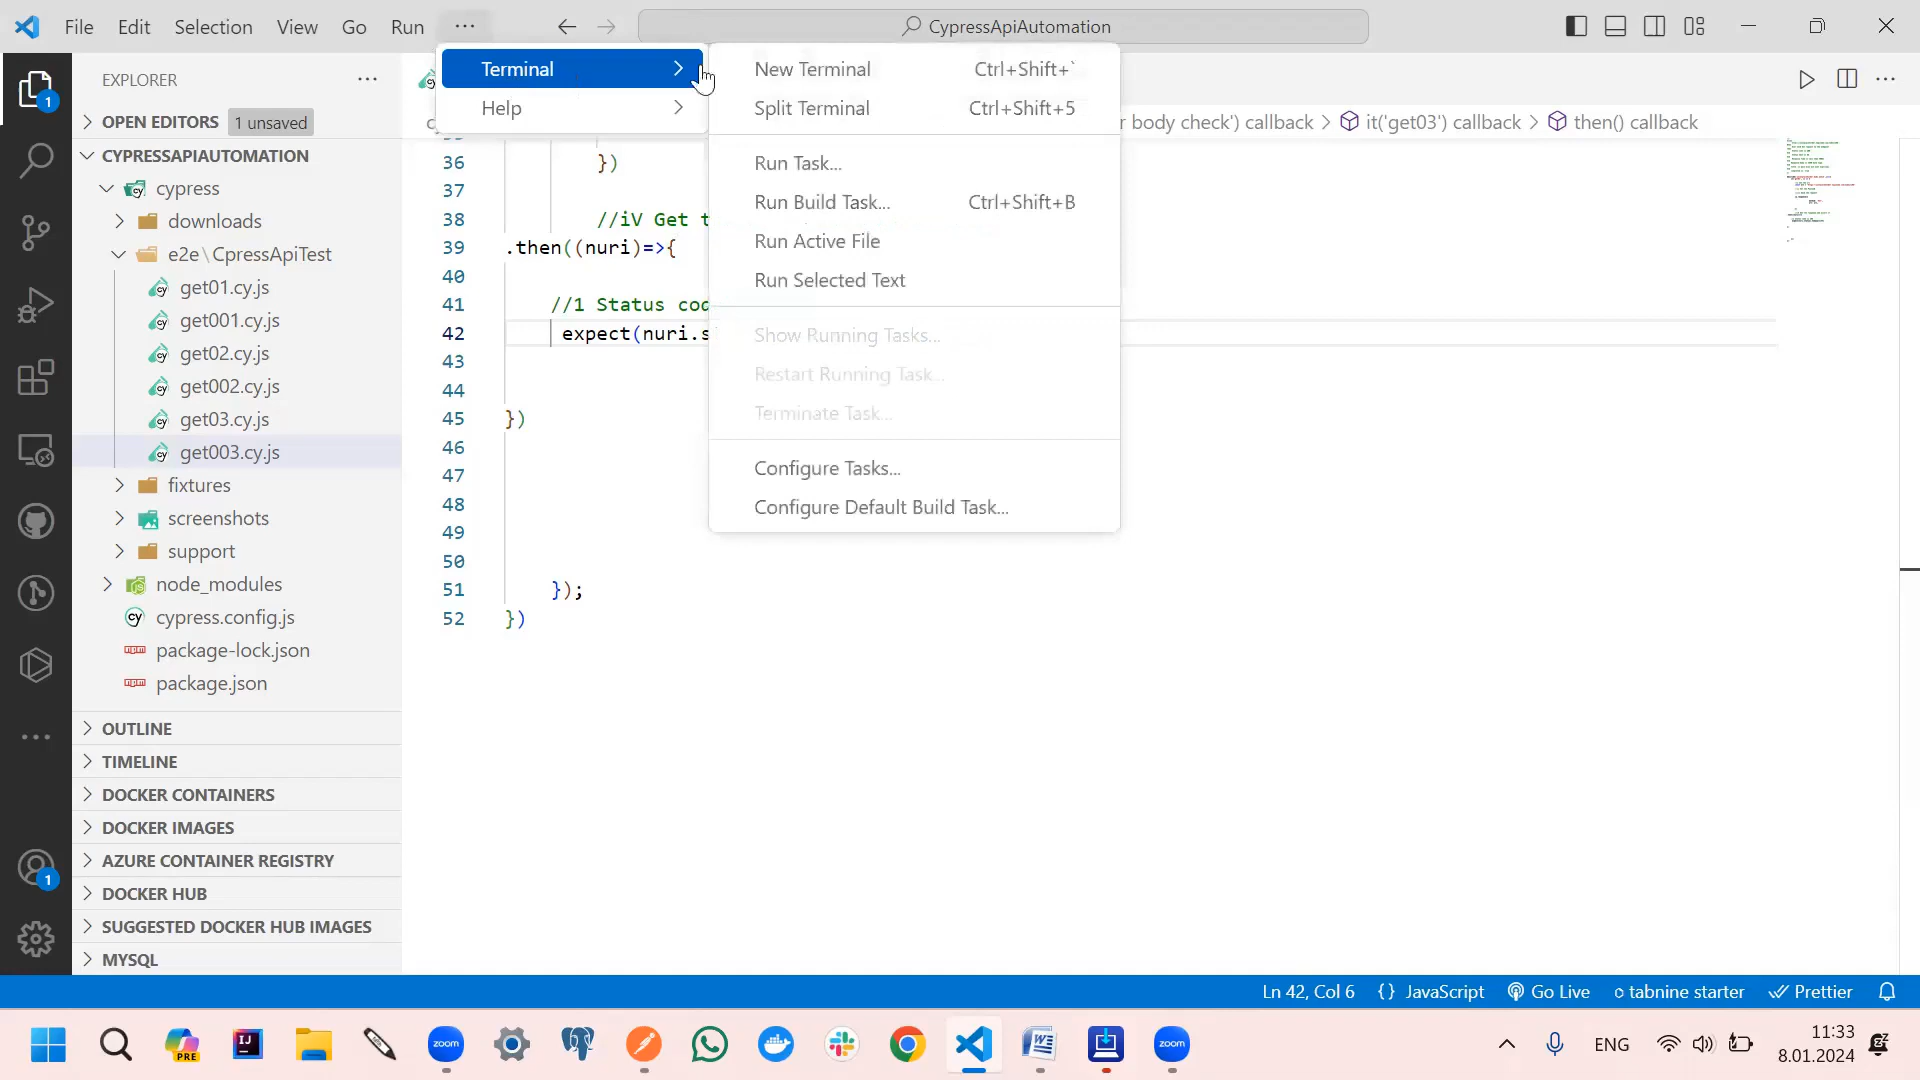 File Edit Selection View Go Run ··· CypressApiAutomation
EXPLORER
OPEN EDITORS 1 unsaved
CYPRESSAPIAUTOMATION
cypress
downloads
e2e\CpressApiTest
get01.cy.js
get001.cy.js
get02.cy.js
get002.cy.js
get03.cy.js
get003.cy.js
fixtures
screenshots
support
node_modules
cypress.config.js
package-lock.json
package.json
OUTLINE
TIMELINE
DOCKER CONTAINERS
DOCKER IMAGES
AZURE CONTAINER REGISTRY
DOCKER HUB
SUGGESTED DOCKER HUB IMAGES
MYSQL
Terminal
Help
New Terminal Ctrl+Shift+`
Split Terminal Ctrl+Shift+5
Run Task...
Run Build Task... Ctrl+Shift+B
Run Active File
Run Selected Text
Show Running Tasks...
Restart Running Task...
Terminate Task...
Configure Tasks...
Configure Default Build Task...
r body check') callback > it('get03') callback > then() callback
36 })
37
38 //iV Get t
39 .then((nuri)=>{
40
41 //1 Status cod
42 expect(nuri.s
43
44
45 })
46
47
48
49
50
51 });
52 })
1
1
Ln 42, Col 6 {} JavaScript Go Live tabnine starter Prettier
PRE IJ zoom zoom
ENG 11:33
8.01.2024